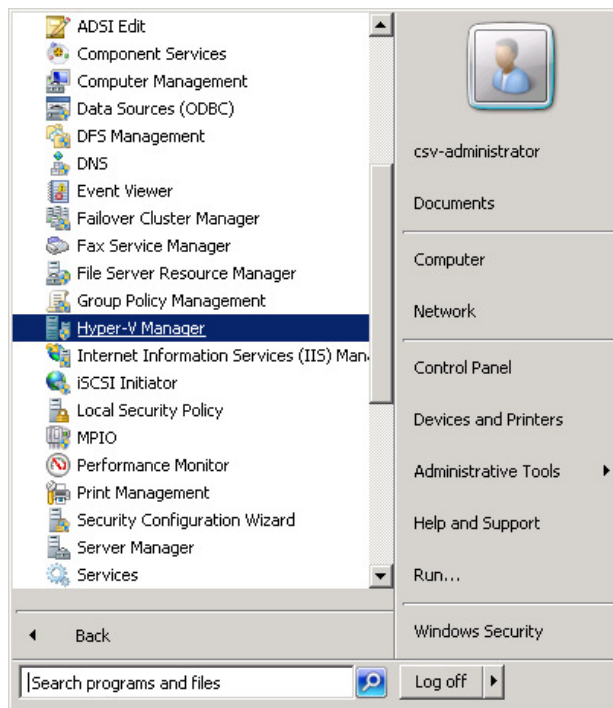 ADSI Edit
Component Services
Computer Management
Data Sources (ODBC)
DFS Management
DNS
Event Viewer
Failover Cluster Manager
Fax Service Manager
File Server Resource Manager
Group Policy Management
Hyper-V Manager
Internet Information Services (IIS) Man
iSCSI Initiator
Local Security Policy
MPIO
Performance Monitor
Print Management
Security Configuration Wizard
Server Manager
Services
Back
Search programs and files
csv-administrator
Documents
Computer
Network
Control Panel
Devices and Printers
Administrative Tools
Help and Support
Run...
Windows Security
Log off